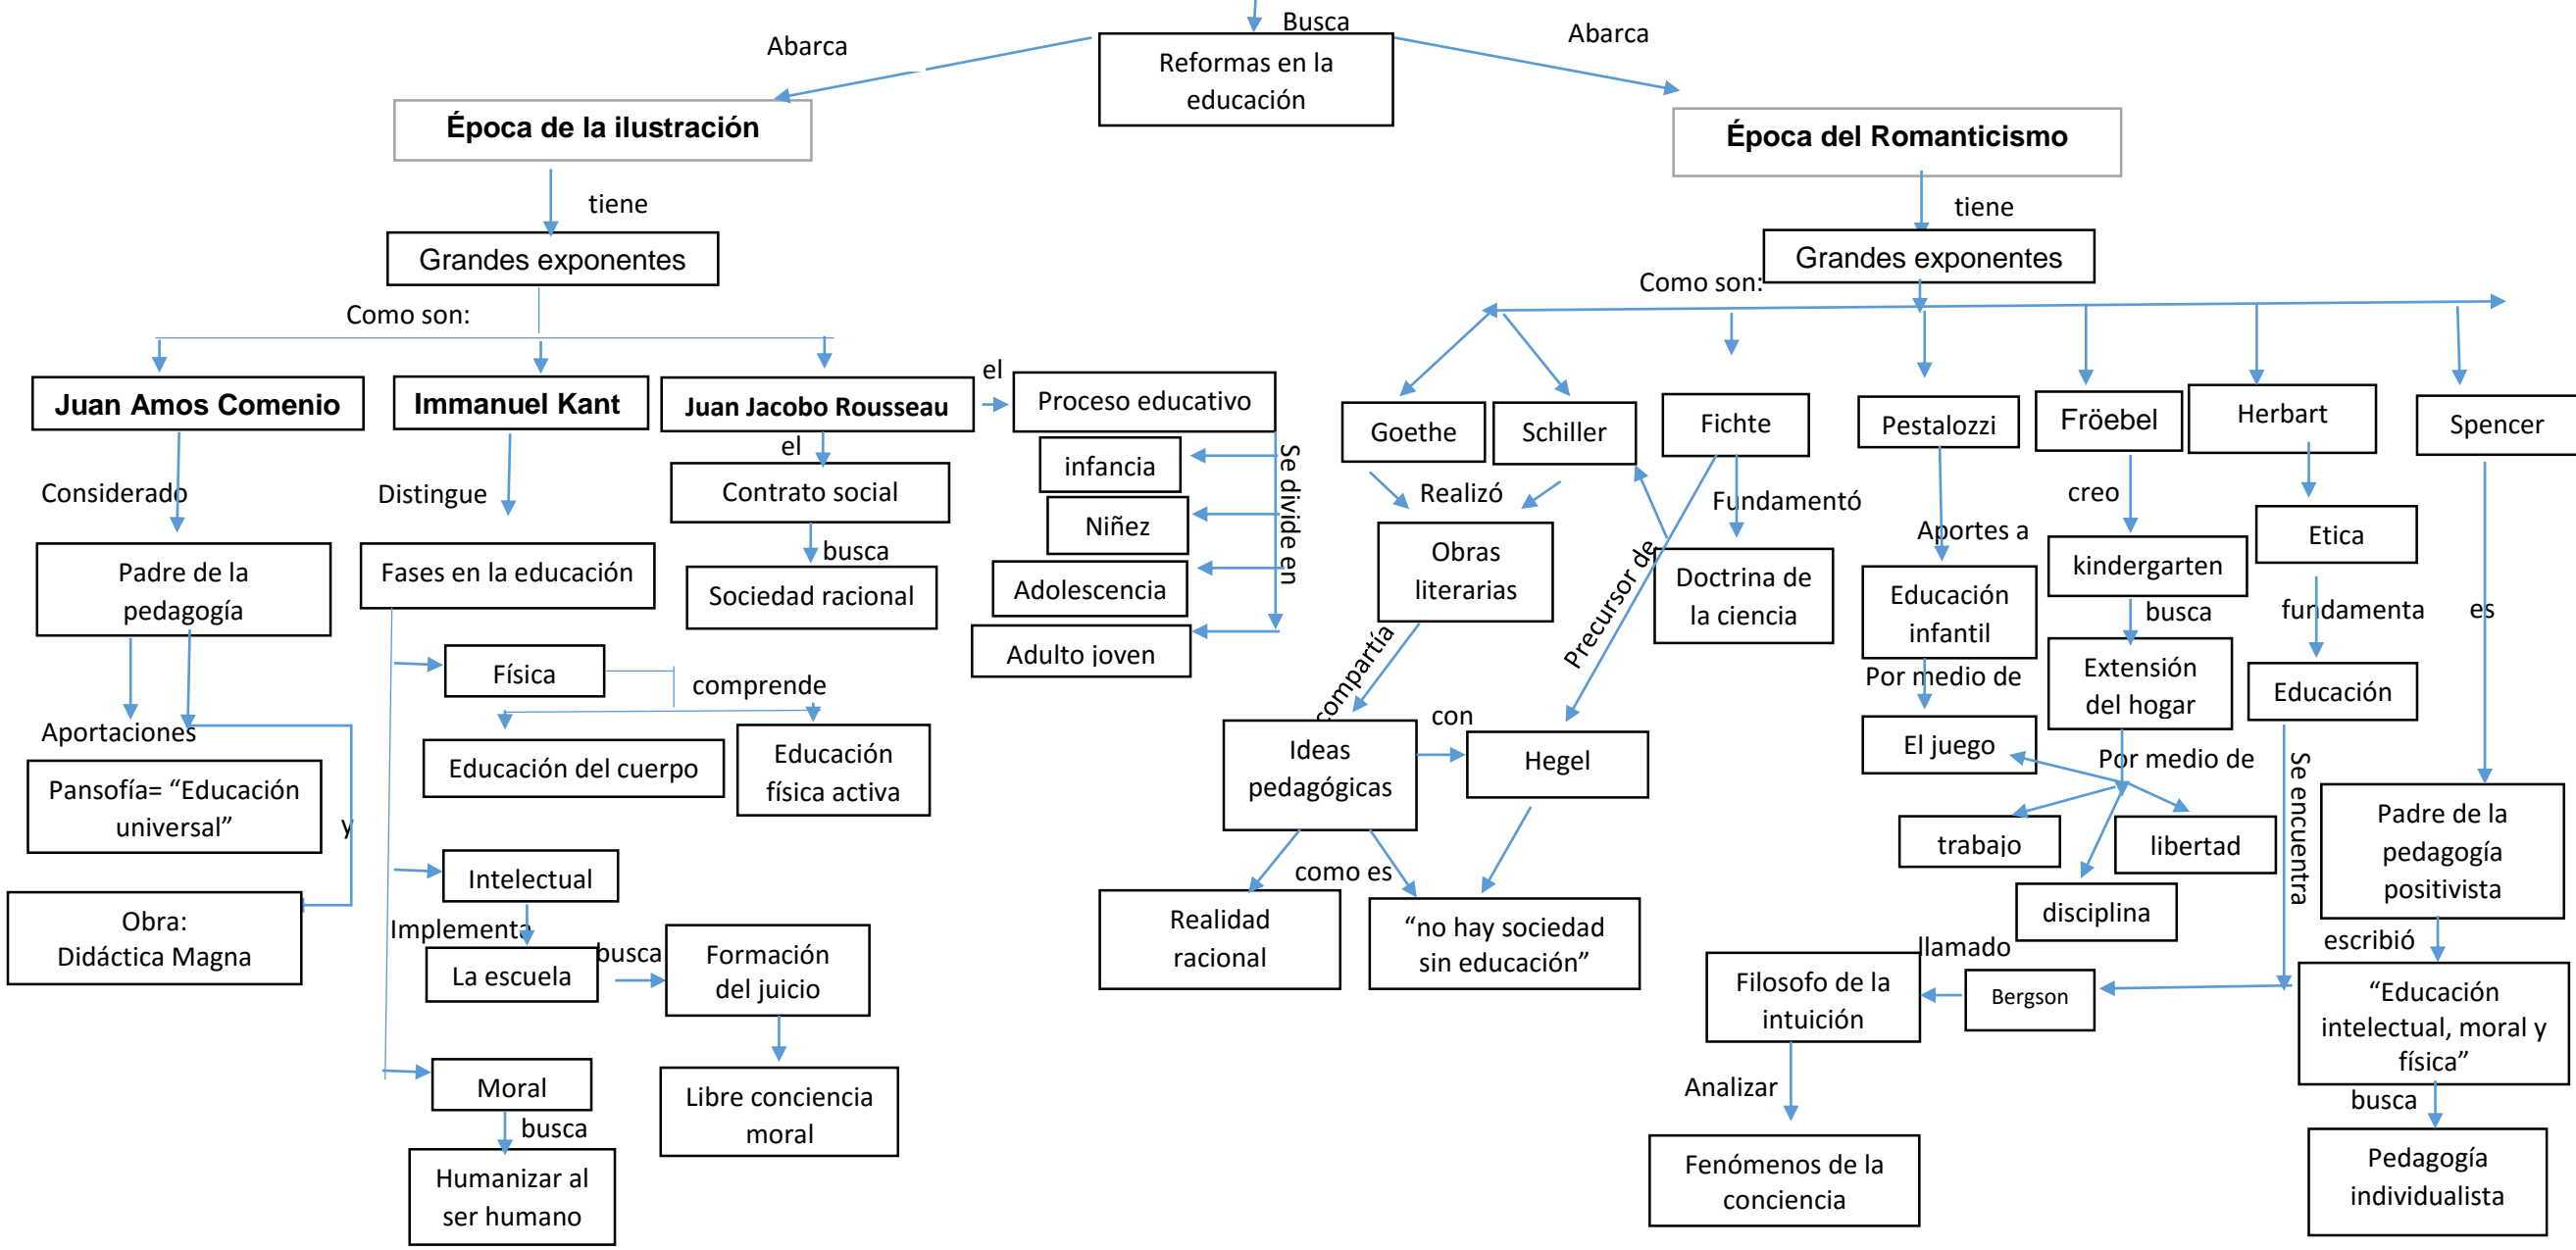 Busca
Abarca
Abarca
Reformas en la
educación
Época de la ilustración
Época del Romanticismo
tiene
tiene
Grandes exponentes
Grandes exponentes
Como son:
Como son:
Juan Amos Comenio
Immanuel Kant
Juan Jacobo Rousseau
el
Proceso educativo
Se divide en
infancia
Niñez
Adolescencia
Adulto joven
el
Contrato social
busca
Sociedad racional
Considerado
Padre de la
pedagogía
Aportaciones
Pansofía= “Educación
universal”
y
Obra:
Didáctica Magna
Distingue
Fases en la educación
Física
comprende
Educación del cuerpo
Educación
física activa
Intelectual
Implementa
La escuela
busca
Formación
del juicio
Libre conciencia
moral
Moral
busca
Humanizar al
ser humano
Goethe
Schiller
Fichte
Pestalozzi
Fröebel
Herbart
Spencer
Realizó
Obras
literarias
compartía
Ideas
pedagógicas
con
Hegel
como es
Realidad
racional
“no hay sociedad
sin educación”
Precursor de
Fundamentó
Doctrina de
la ciencia
Aportes a
Educación
infantil
Por medio de
El juego
creo
kindergarten
busca
Extensión
del hogar
Por medio de
trabajo
libertad
disciplina
Etica
fundamenta
Educación
Se encuentra
Bergson
llamado
Filosofo de la
intuición
Analizar
Fenómenos de la
conciencia
es
Padre de la
pedagogía
positivista
escribió
“Educación
intelectual, moral y
física”
busca
Pedagogía
individualista